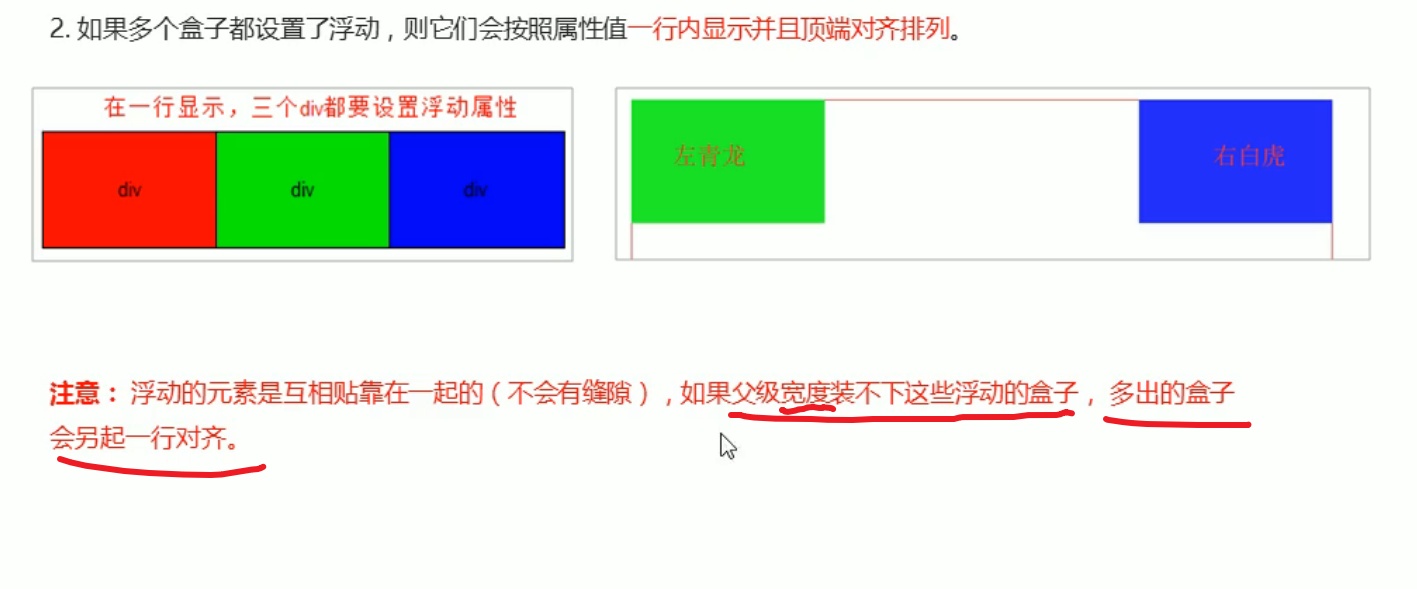 2. 如果多个盒子都设置了浮动，则它们会按照属性值一行内显示并且顶端对齐排列。
在一行显示，三个div都要设置浮动属性
div
div
div
左青龙
右白虎
注意： 浮动的元素是互相贴靠在一起的（不会有缝隙），如果父级宽度装不下这些浮动的盒子， 多出的盒子
会另起一行对齐。